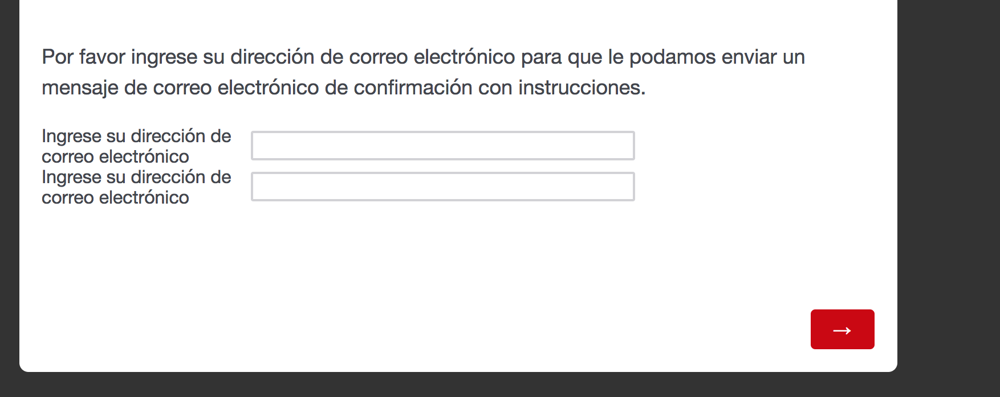 Por favor ingrese su dirección de correo electrónico para que le podamos enviar un
mensaje de correo electrónico de confirmación con instrucciones.
Ingrese su dirección de
correo electrónico
Ingrese su dirección de
correo electrónico
→